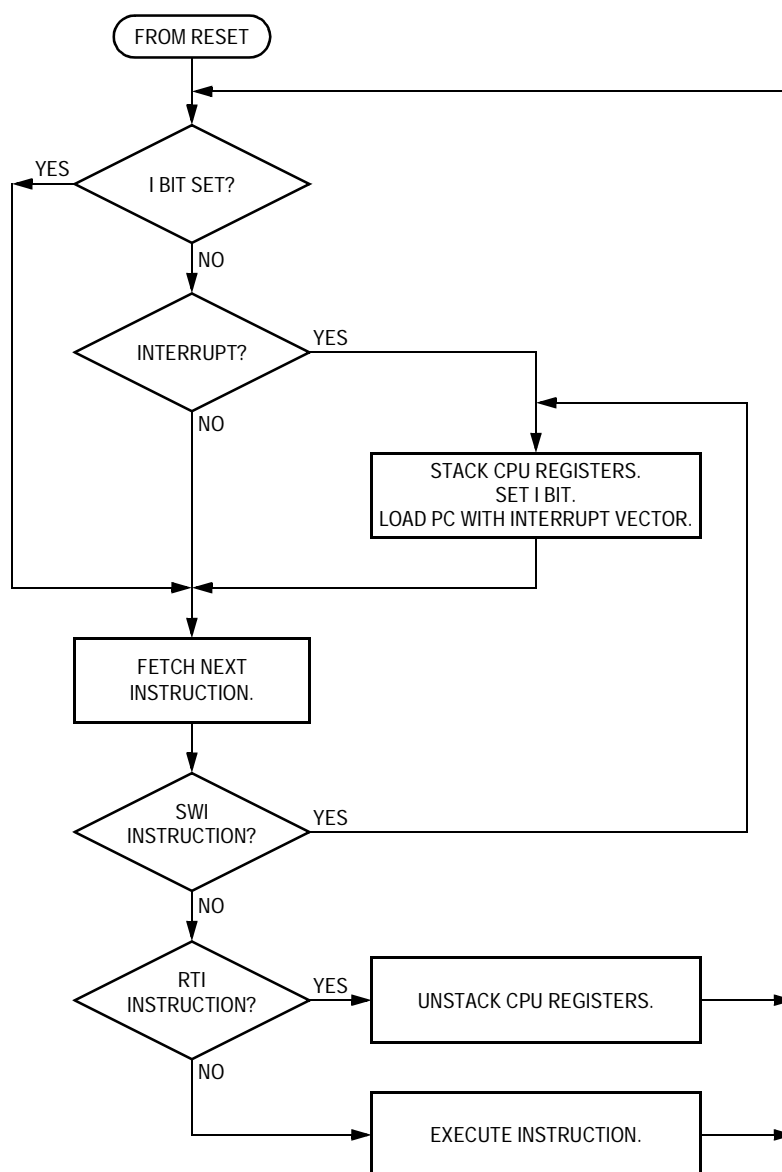 FROM RESET
YES
I BIT SET?
NO
INTERRUPT?
YES
NO
STACK CPU REGISTERS.
SET I BIT.
LOAD PC WITH INTERRUPT VECTOR.
FETCH NEXT
INSTRUCTION.
SWI
INSTRUCTION?
YES
NO
RTI
INSTRUCTION?
YES
UNSTACK CPU REGISTERS.
NO
EXECUTE INSTRUCTION.